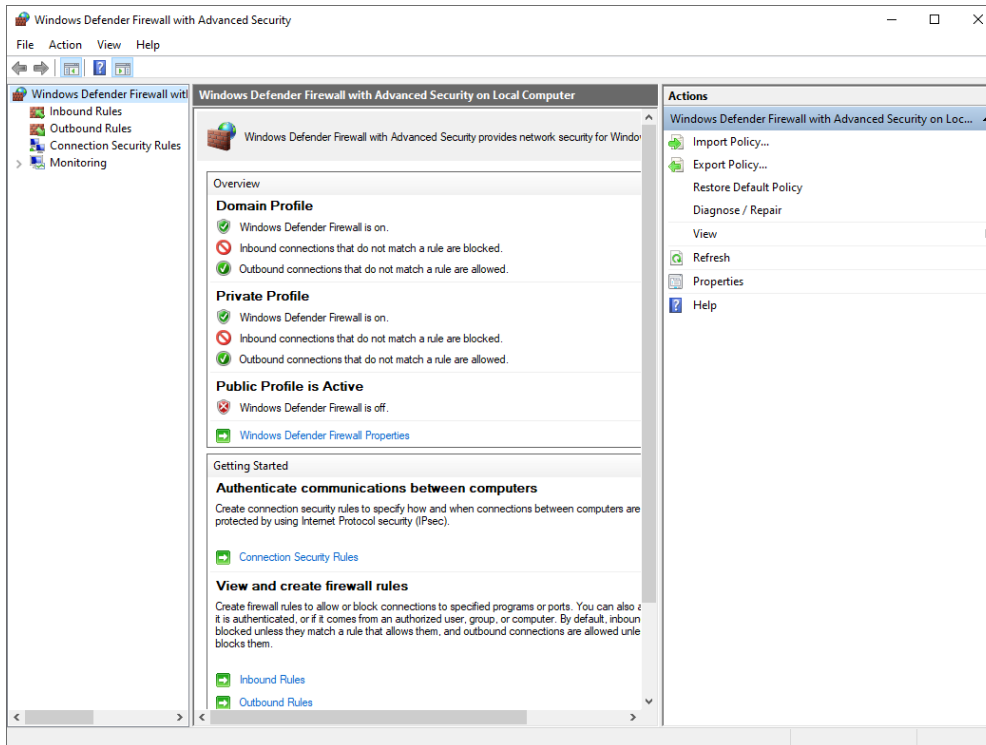 Windows Defender Firewall with Advanced Security
File Action View Help
Windows Defender Firewall witl
Inbound Rules
Outbound Rules
Connection Security Rules
Monitoring
Windows Defender Firewall with Advanced Security on Local Computer
Windows Defender Firewall with Advanced Security provides network security for Windov
Overview
Domain Profile
Windows Defender Firewall is on.
Inbound connections that do not match a rule are blocked.
Outbound connections that do not match a rule are allowed.
Private Profile
Windows Defender Firewall is on.
Inbound connections that do not match a rule are blocked.
Outbound connections that do not match a rule are allowed.
Public Profile is Active
Windows Defender Firewall is off.
Windows Defender Firewall Properties
Getting Started
Authenticate communications between computers
Create connection security rules to specify how and when connections between computers are
protected by using Internet Protocol security (IPsec).
Connection Security Rules
View and create firewall rules
Create firewall rules to allow or block connections to specified programs or ports. You can also a
it is authenticated, or if it comes from an authorized user, group, or computer. By default, inboun
blocked unless they match a rule that allows them, and outbound connections are allowed unle
blocks them.
Inbound Rules
Outbound Rules
Actions
Windows Defender Firewall with Advanced Security on Loc...
Import Policy...
Export Policy...
Restore Default Policy
Diagnose / Repair
View
Refresh
Properties
Help